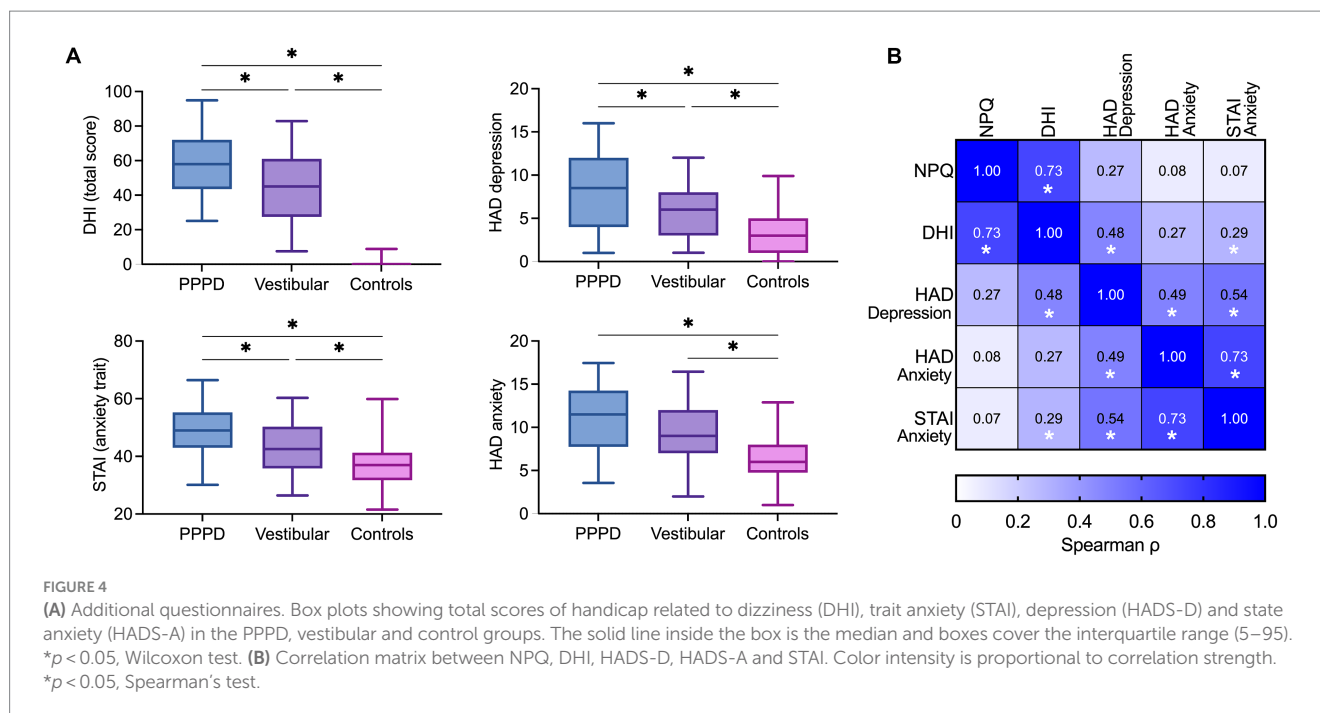 A
*
* *
DHI (total score)
100
80
60
40
20
0
PPPD Vestibular Controls
*
* *
HAD depression
20
15
10
5
0
PPPD Vestibular Controls
*
* *
STAI (anxiety trait)
80
60
40
20
PPPD Vestibular Controls
*
*
HAD anxiety
20
15
10
5
0
PPPD Vestibular Controls
B
NPQ
DHI
HAD
Depression
HAD
Anxiety
STAI
Anxiety
NPQ 1.00 0.73 0.27 0.08 0.07
*
DHI 0.73 1.00 0.48 0.27 0.29
* * *
HAD
Depression 0.27 0.48 1.00 0.49 0.54
* * *
HAD
Anxiety 0.08 0.27 0.49 1.00 0.73
* *
STAI
Anxiety 0.07 0.29 0.54 0.73 1.00
* * *
0 0.2 0.4 0.6 0.8 1.0
Spearman ρ
FIGURE 4
(A) Additional questionnaires. Box plots showing total scores of handicap related to dizziness (DHI), trait anxiety (STAI), depression (HADS-D) and state
anxiety (HADS-A) in the PPPD, vestibular and control groups. The solid line inside the box is the median and boxes cover the interquartile range (5–95).
*p < 0.05, Wilcoxon test. (B) Correlation matrix between NPQ, DHI, HADS-D, HADS-A and STAI. Color intensity is proportional to correlation strength.
*p < 0.05, Spearman's test.